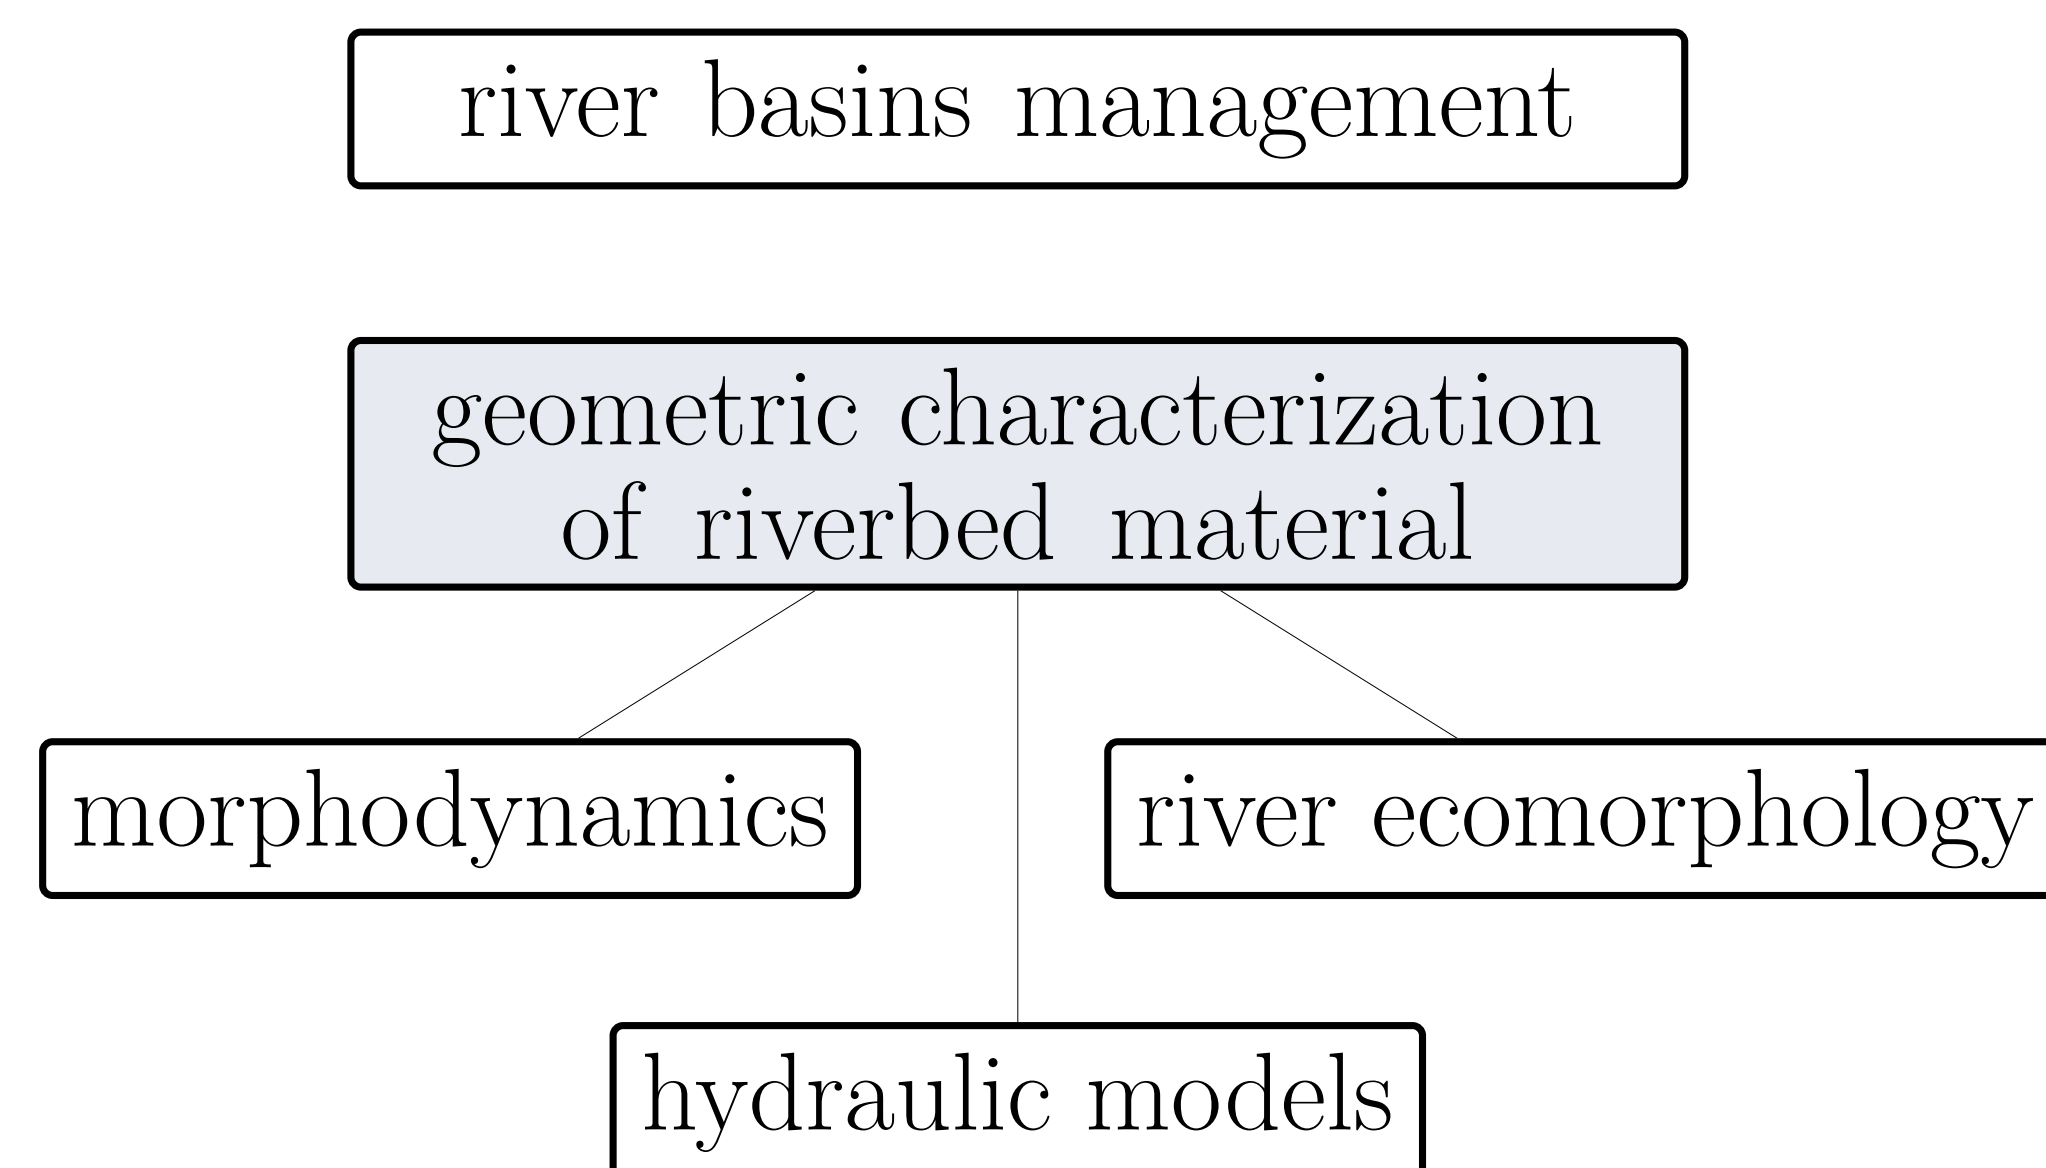 river basins management
geometric characterization
of riverbed material
morphodynamics
river ecomorphology
hydraulic models